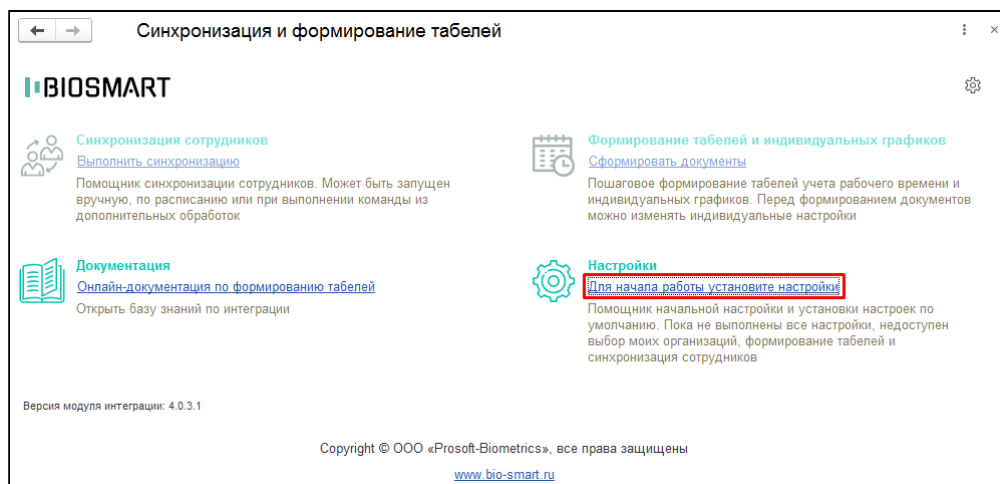 Синхронизация и формирование табелей
BIOSMART
Синхронизация сотрудников
Выполнить синхронизацию
Помощник синхронизации сотрудников. Может быть запущен
вручную, по расписанию или при выполнении команды из
дополнительных обработок
Формирование табелей и индивидуальных графиков
Сформировать документы
Пошаговое формирование табелей учета рабочего времени и
индивидуальных графиков. Перед формированием документов
можно изменять индивидуальные настройки
Документация
Онлайн-документация по формированию табелей
Открыть базу знаний по интеграции
Настройки
Для начала работы установите настройки
Помощник начальной настройки и установки настроек по
умолчанию. Пока не выполнены все настройки, недоступен
выбор моих организаций, формирование табелей и
синхронизация сотрудников
Версия модуля интеграции: 4.0.3.1
Copyright © ООО «Prosoft-Biometrics», все права защищены
www.bio-smart.ru